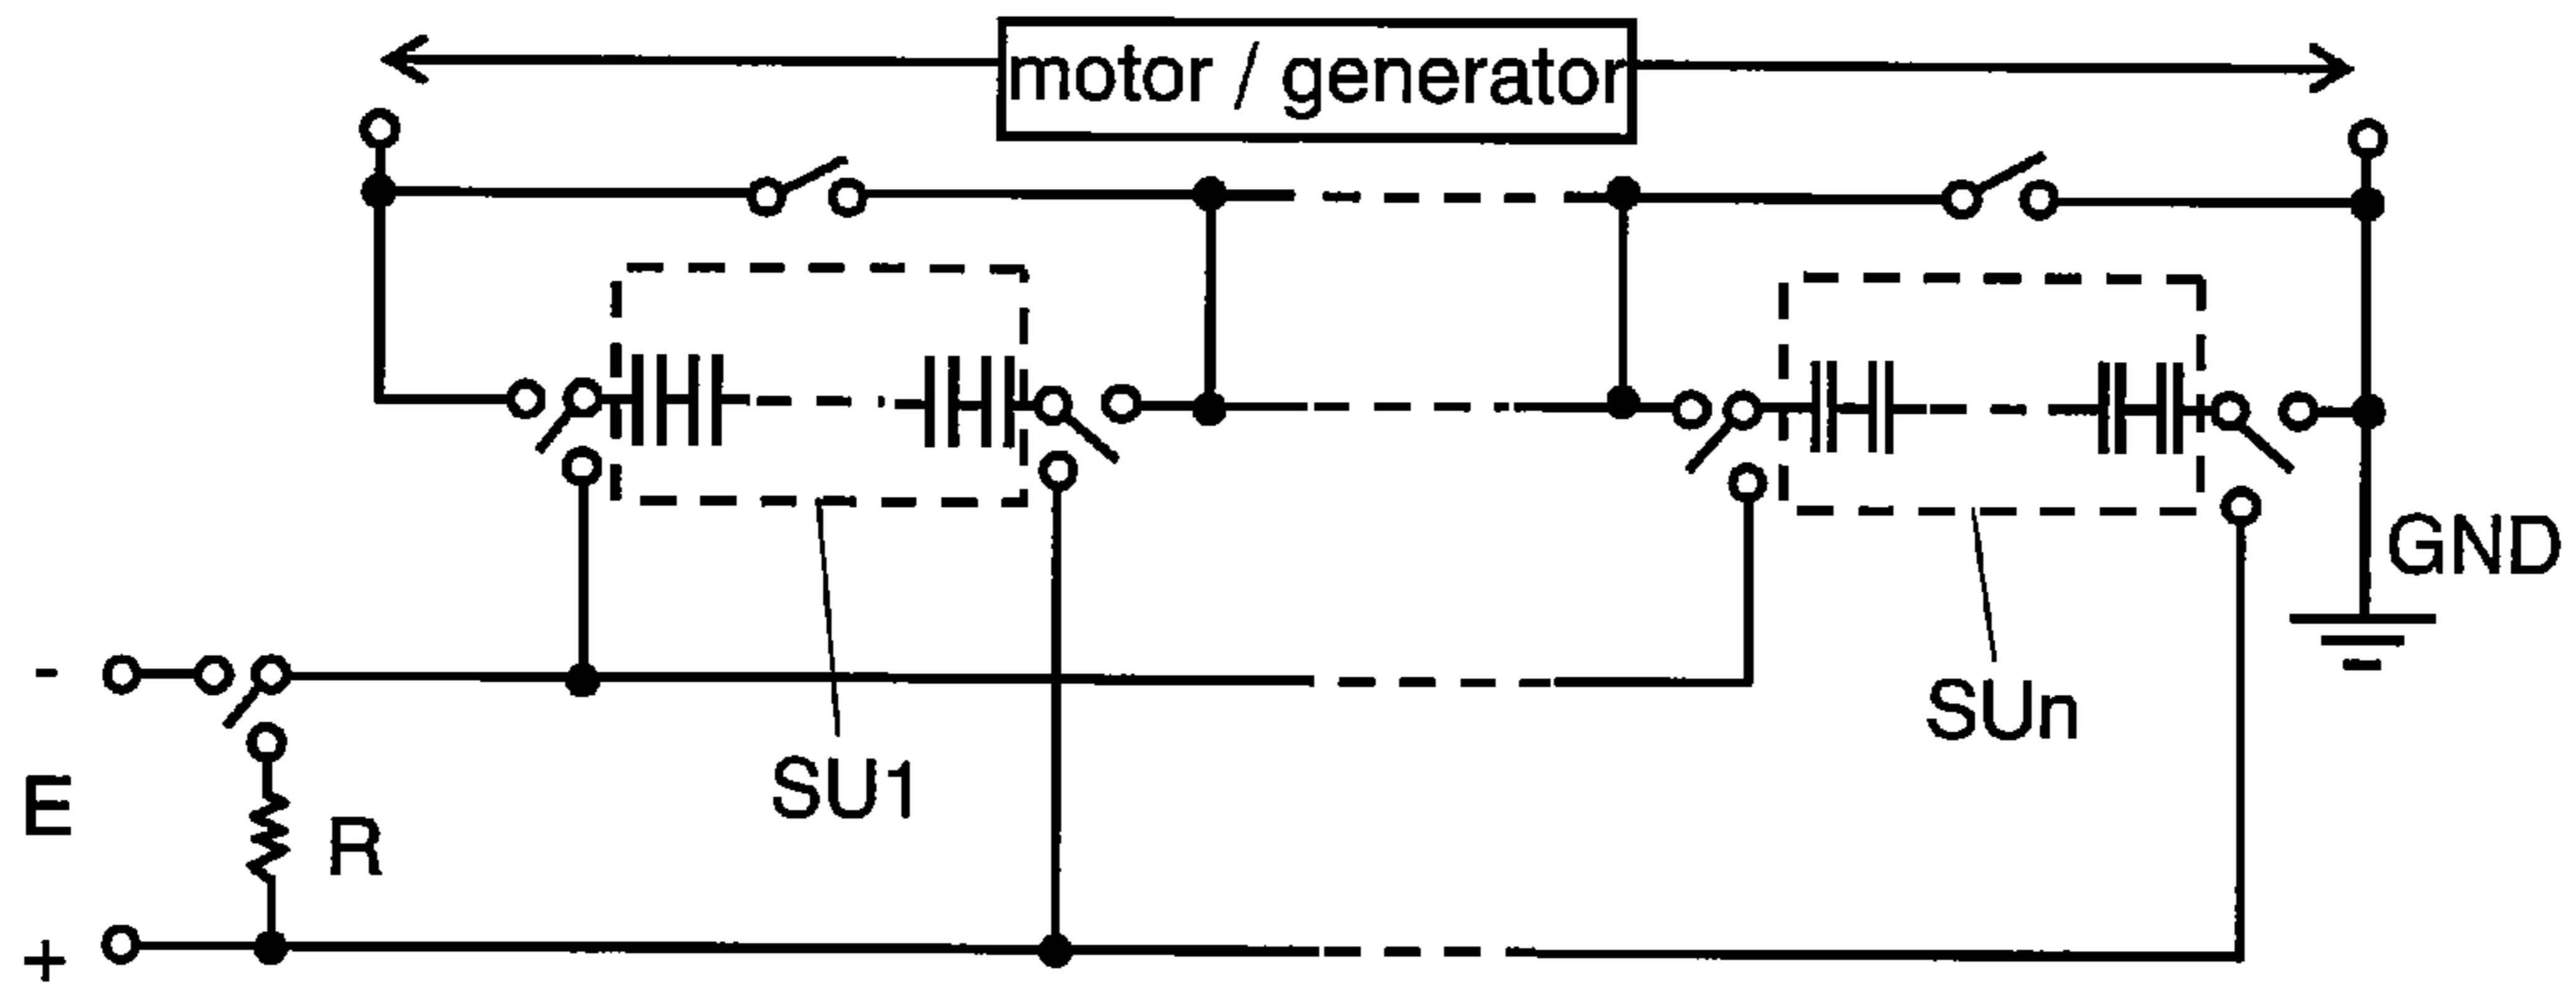 motor / generator
GND
-
SUn
SU1
E
R
+